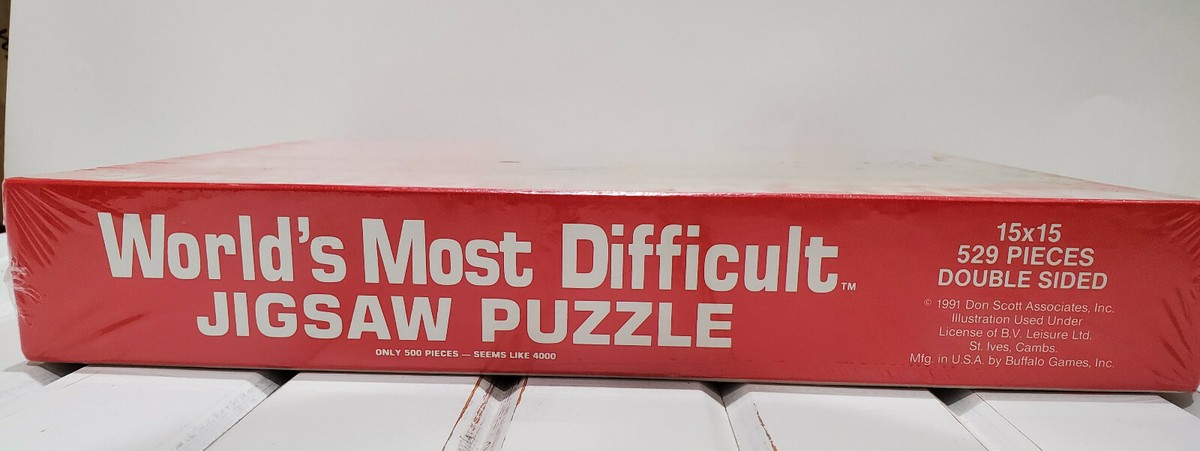 World's Most Difficult™
JIGSAW PUZZLE
ONLY 500 PIECES — SEEMS LIKE 4000
15x15
529 PIECES
DOUBLE SIDED
© 1991 Don Scott Associates, Inc.
Illustration Used Under
License of B.V. Leisure Ltd.
St. Ives, Cambs.
Mfg. in U.S.A. by Buffalo Games, Inc.